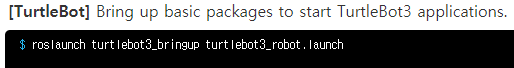 [TurtleBot] Bring up basic packages to start TurtleBot3 applications.
$ roslaunch turtlebot3_bringup turtlebot3_robot.launch